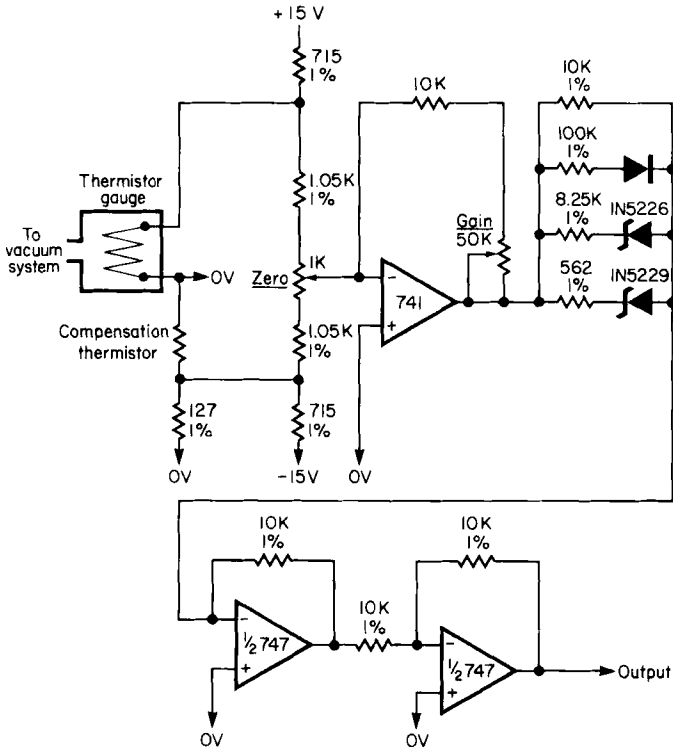 +15 V
715
1%
10K
10K
1%
100K
1%
Thermistor
gauge
1.05K
1%
8.25K
1%
IN5226
Gain
50K
To
vacuum
system
0V
Zero
1K
-
741
+
562
1%
IN5229
Compensation
thermistor
1.05K
1%
127
1%
715
1%
0V
-15V
0V
10K
1%
10K
1%
10K
1%
-
1/2 747
+
-
1/2 747
+
Output
0V
0V